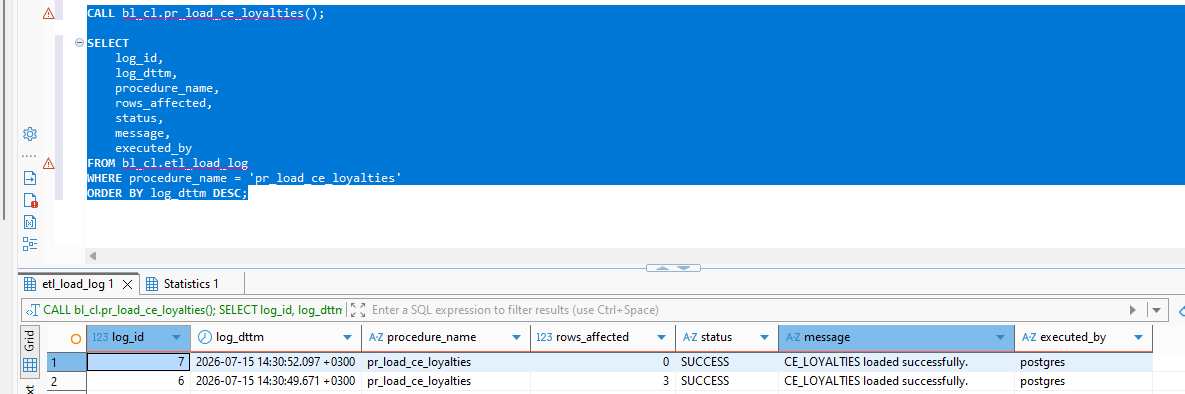 CALL bl_cl.pr_load_ce_loyalties();
SELECT
log_id,
log_dttm,
procedure_name,
rows_affected,
status,
message,
executed_by
FROM bl_cl.etl_load_log
WHERE procedure_name = 'pr_load_ce_loyalties'
ORDER BY log_dttm DESC;
etl_load_log 1 Statistics 1
CALL bl_cl.pr_load_ce_loyalties(); SELECT log_id, log_dttm Enter a SQL expression to filter results (use Ctrl+Space)
Grid
123 log_id log_dttm A-Z procedure_name 123 rows_affected A-Z status A-Z message A-Z executed_by
1 7 2026-07-15 14:30:52.097 +0300 pr_load_ce_loyalties 0 SUCCESS CE_LOYALTIES loaded successfully. postgres
2 6 2026-07-15 14:30:49.671 +0300 pr_load_ce_loyalties 3 SUCCESS CE_LOYALTIES loaded successfully. postgres